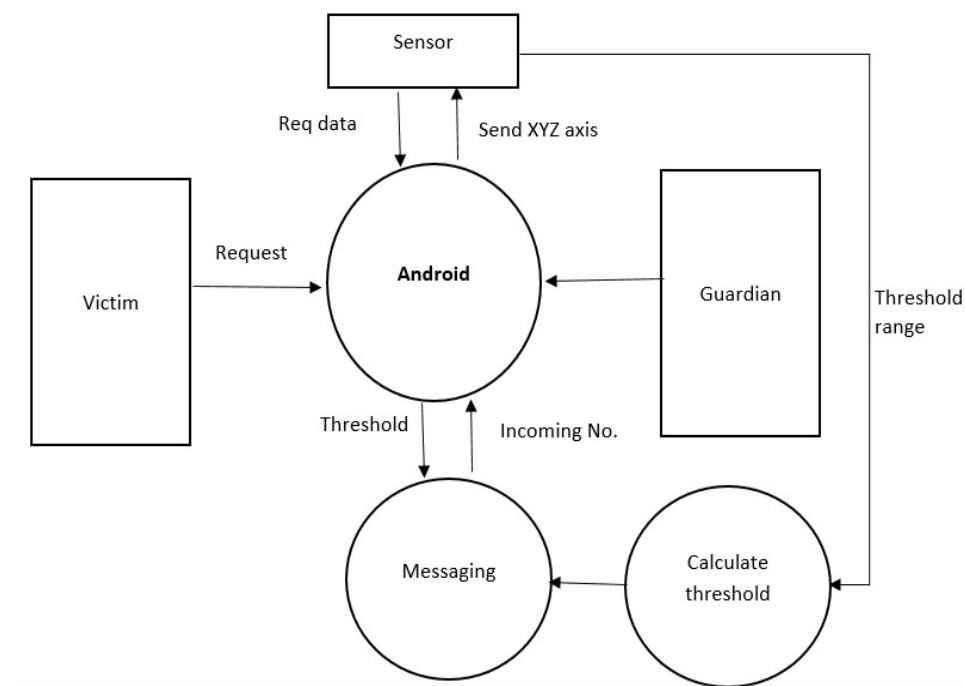 Sensor
Req data
Send XYZ axis
Request
Android
Victim
Guardian
Threshold
range
Threshold
Incoming No.
Messaging
Calculate
threshold